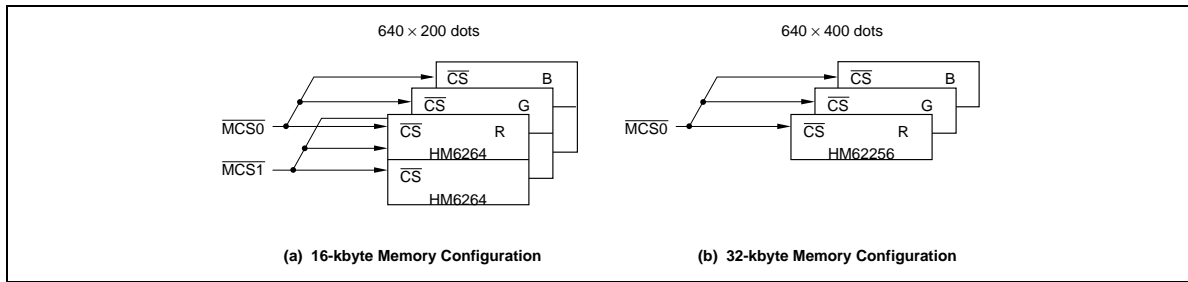 640 × 200 dots
640 × 400 dots
CS B
CS G
MCS0
CS R
HM6264
MCS1
CS
HM6264
CS B
CS G
MCS0
CS R
HM62256
(a) 16-kbyte Memory Configuration
(b) 32-kbyte Memory Configuration